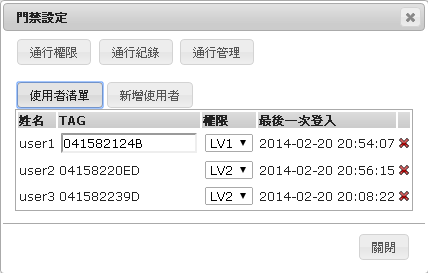 門禁設定
通行權限 通行紀錄 通行管理
使用者清單 新增使用者
姓名 TAG 權限 最後一次登入
user1 041582124B LV1 2014-02-20 20:54:07
user2 04158220ED LV2 2014-02-20 20:56:15
user3 041582239D LV2 2014-02-20 20:08:22
關閉